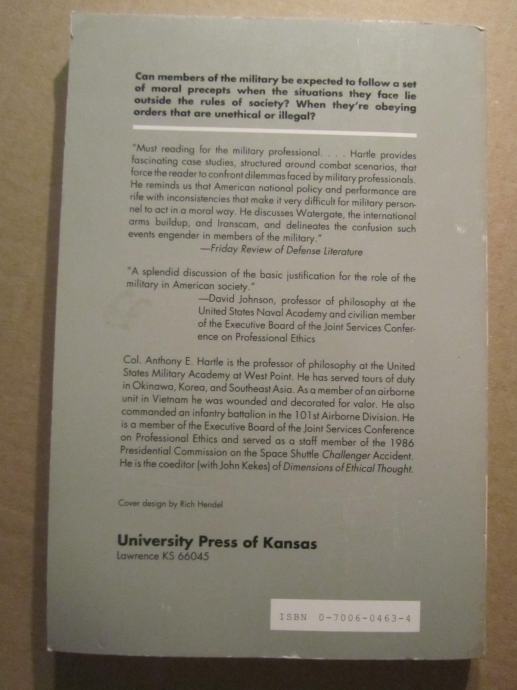 Can members of the military be expected to follow a set
of moral precepts when the situations they face lie
outside the rules of society? When they're obeying
orders that are unethical or illegal?
"Must reading for the military professional. . . . Hartle provides
fascinating case studies, structured around combat scenarios, that
force the reader to confront dilemmas faced by military professionals.
He reminds us that American national policy and performance are
rife with inconsistencies that make it very difficult for military person-
nel to act in a moral way. He discusses Watergate, the international
arms buildup, and Iranscam, and delineates the confusion such
events engender in members of the military."
—Friday Review of Defense Literature
"A splendid discussion of the basic justification for the role of the
military in American society."
—David Johnson, professor of philosophy at the
United States Naval Academy and civilian member
of the Executive Board of the Joint Services Confer-
ence on Professional Ethics
Col. Anthony E. Hartle is the professor of philosophy at the United
States Military Academy at West Point. He has served tours of duty
in Okinawa, Korea, and Southeast Asia. As a member of an airborne
unit in Vietnam he was wounded and decorated for valor. He also
commanded an infantry battalion in the 101st Airborne Division. He
is a member of the Executive Board of the Joint Services Conference
on Professional Ethics and served as a staff member of the 1986
Presidential Commission on the Space Shuttle Challenger Accident.
He is the coeditor (with John Kekes) of Dimensions of Ethical Thought.
Cover design by Rich Hendel
University Press of Kansas
Lawrence KS 66045
ISBN 0-7006-0463-4